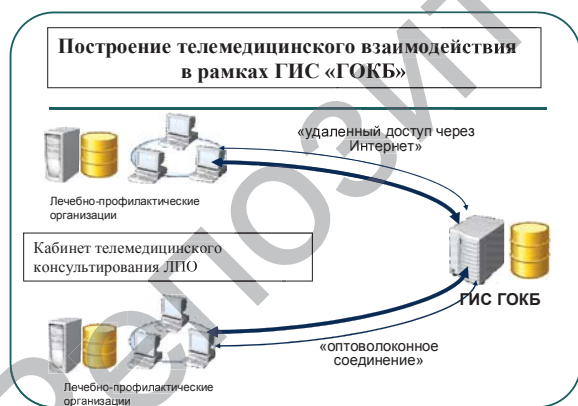 Построение телемедицинского взаимодействия
в рамках ГИС «ГОКБ»
«удаленный доступ через
Интернет»
Лечебно-профилактические
организации
Кабинет телемедицинского
консультирования ЛПО
ГИС ГОКБ
«оптоволоконное
соединение»
Лечебно-профилактические
организации